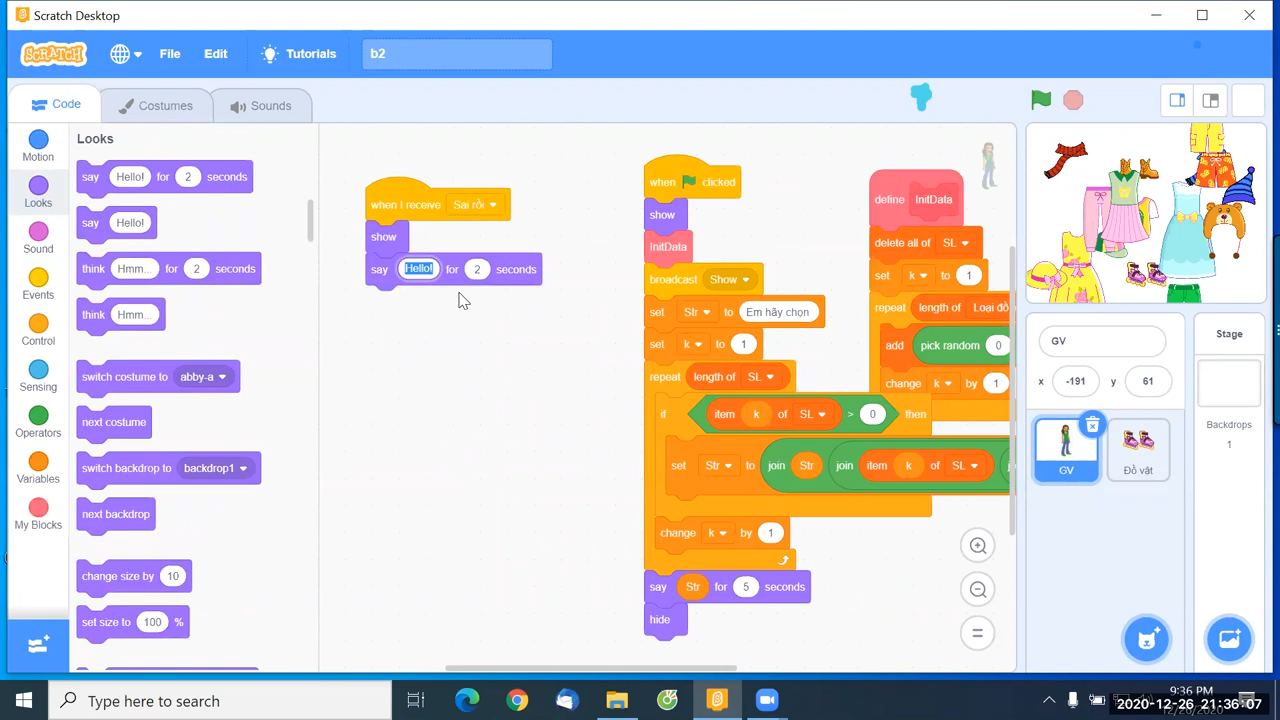 Scratch Desktop
SCRATCH
File
Edit
Tutorials
b2
Code
Costumes
Sounds
Motion
Looks
Sound
Events
Control
Sensing
Operators
Variables
My Blocks
Looks
say Hello! for 2 seconds
say Hello!
think Hmm... for 2 seconds
think Hmm...
switch costume to abby-a
next costume
switch backdrop to backdrop1
next backdrop
change size by 10
set size to 100 %
when I receive Sai rồi
show
say Hello! for 2 seconds
when clicked
show
InitData
broadcast Show
set Str to Em hãy chọn
set k to 1
repeat length of SL
if item k of SL > 0 then
set Str to join Str join item k of SL
change k by 1
say Str for 5 seconds
hide
define InitData
delete all of SL
set k to 1
repeat length of Loại đồ
add pick random 0
change k by 1
GV
x -191 y 61
GV
Đồ vật
Stage
Backdrops
1
Type here to search
9:36 PM
2020-12-26 21:36:07